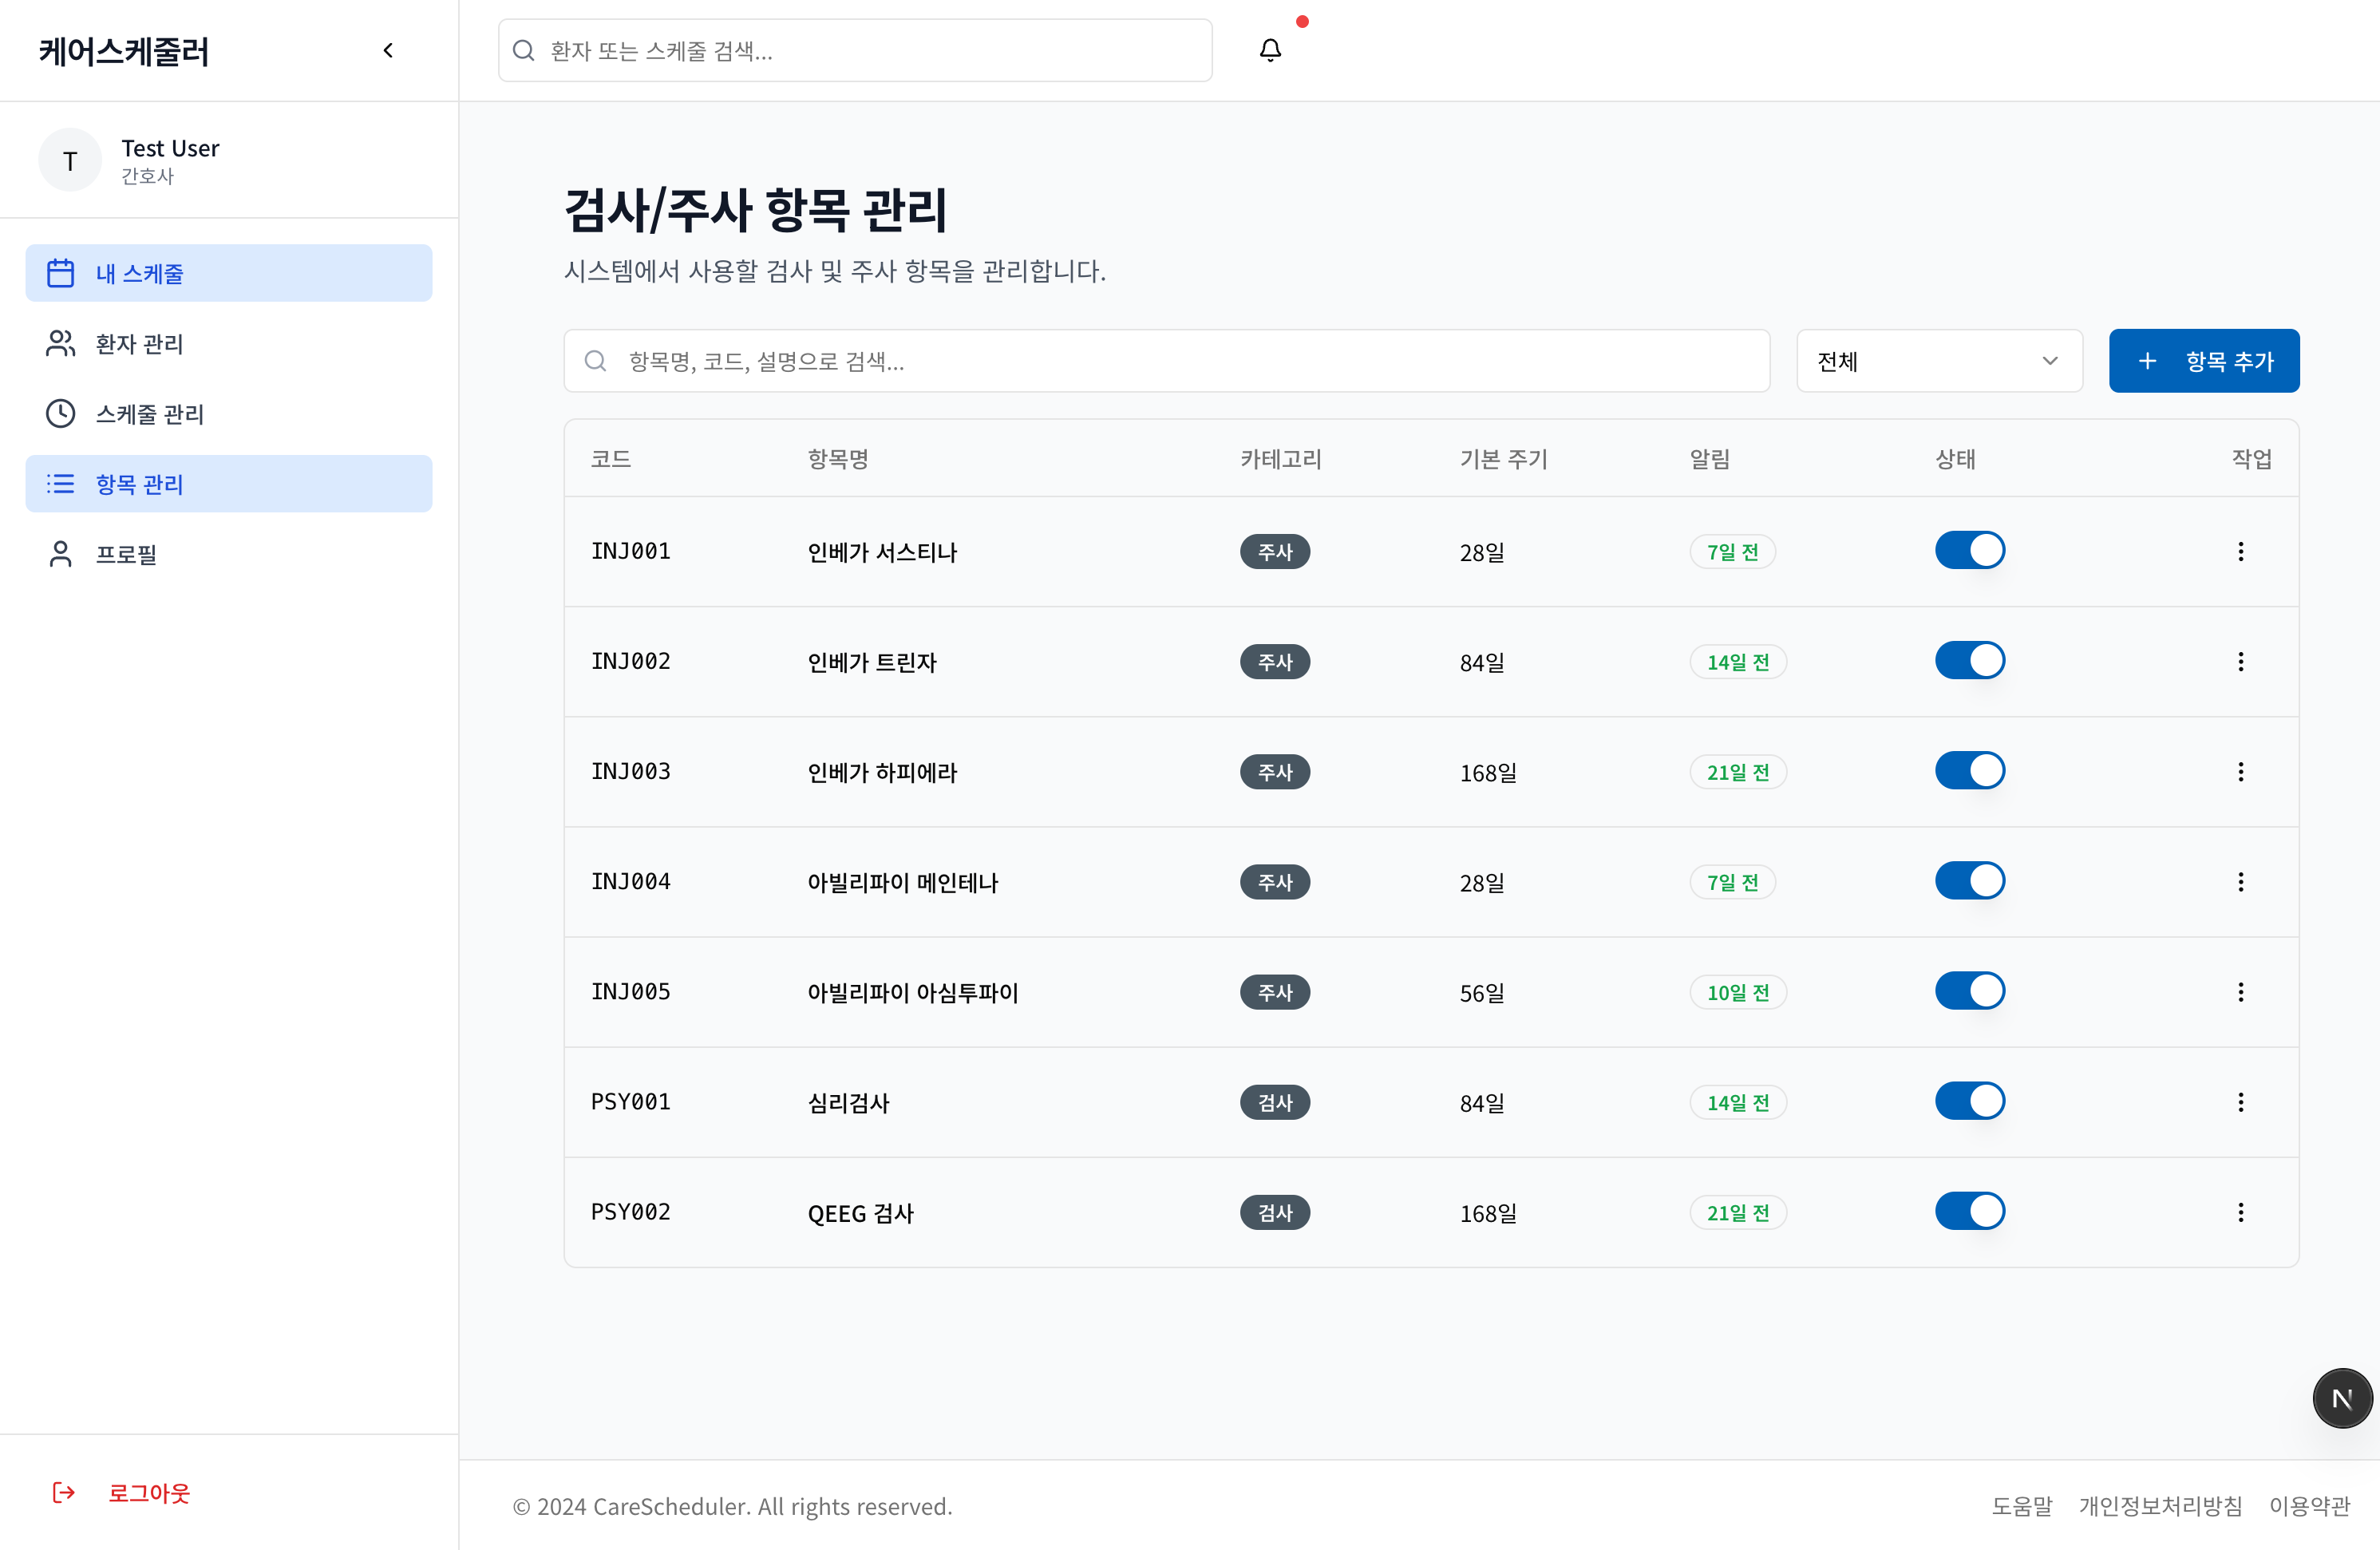 케어스케줄러
환자 또는 스케줄 검색...
T
Test User
간호사
내 스케줄
환자 관리
스케줄 관리
항목 관리
프로필
로그아웃
검사/주사 항목 관리
시스템에서 사용할 검사 및 주사 항목을 관리합니다.
항목명, 코드, 설명으로 검색... 전체 항목 추가
코드 항목명 카테고리 기본 주기 알림 상태 작업
INJ001 인베가 서스티나 주사 28일 7일 전
INJ002 인베가 트린자 주사 84일 14일 전
INJ003 인베가 하피에라 주사 168일 21일 전
INJ004 아빌리파이 메인테나 주사 28일 7일 전
INJ005 아빌리파이 아심투파이 주사 56일 10일 전
PSY001 심리검사 검사 84일 14일 전
PSY002 QEEG 검사 검사 168일 21일 전
N
© 2024 CareScheduler. All rights reserved. 도움말 개인정보처리방침 이용약관